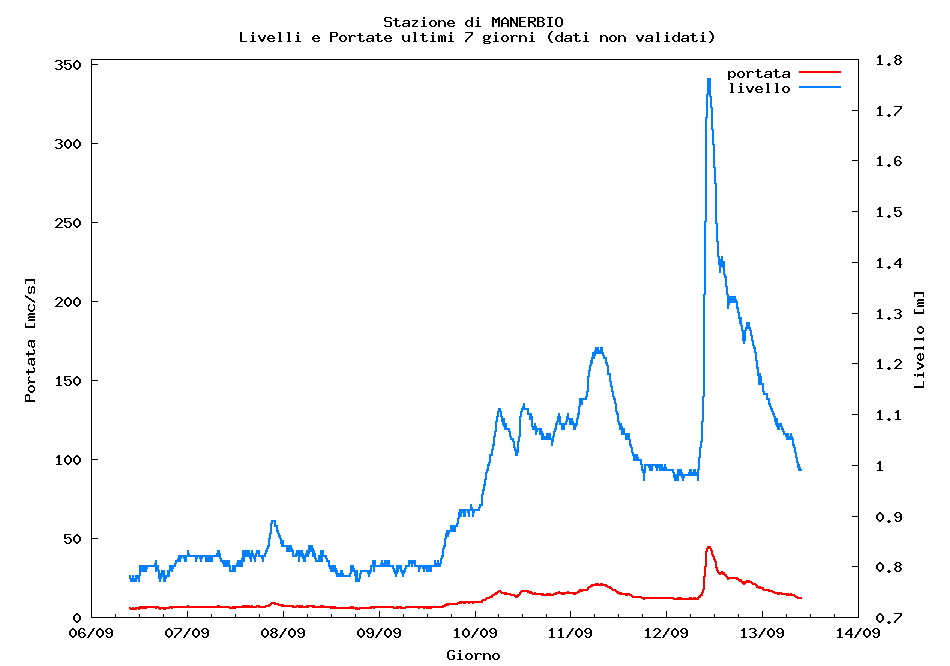 Stazione di MANERBIO
Livelli e Portate ultimi 7 giorni (dati non validati)
portata
livello
350
300
250
200
150
100
50
0
Portata [mc/s]
1.8
1.7
1.6
1.5
1.4
1.3
1.2
1.1
1
0.9
0.8
0.7
Livello [m]
06/09 07/09 08/09 09/09 10/09 11/09 12/09 13/09 14/09
Giorno